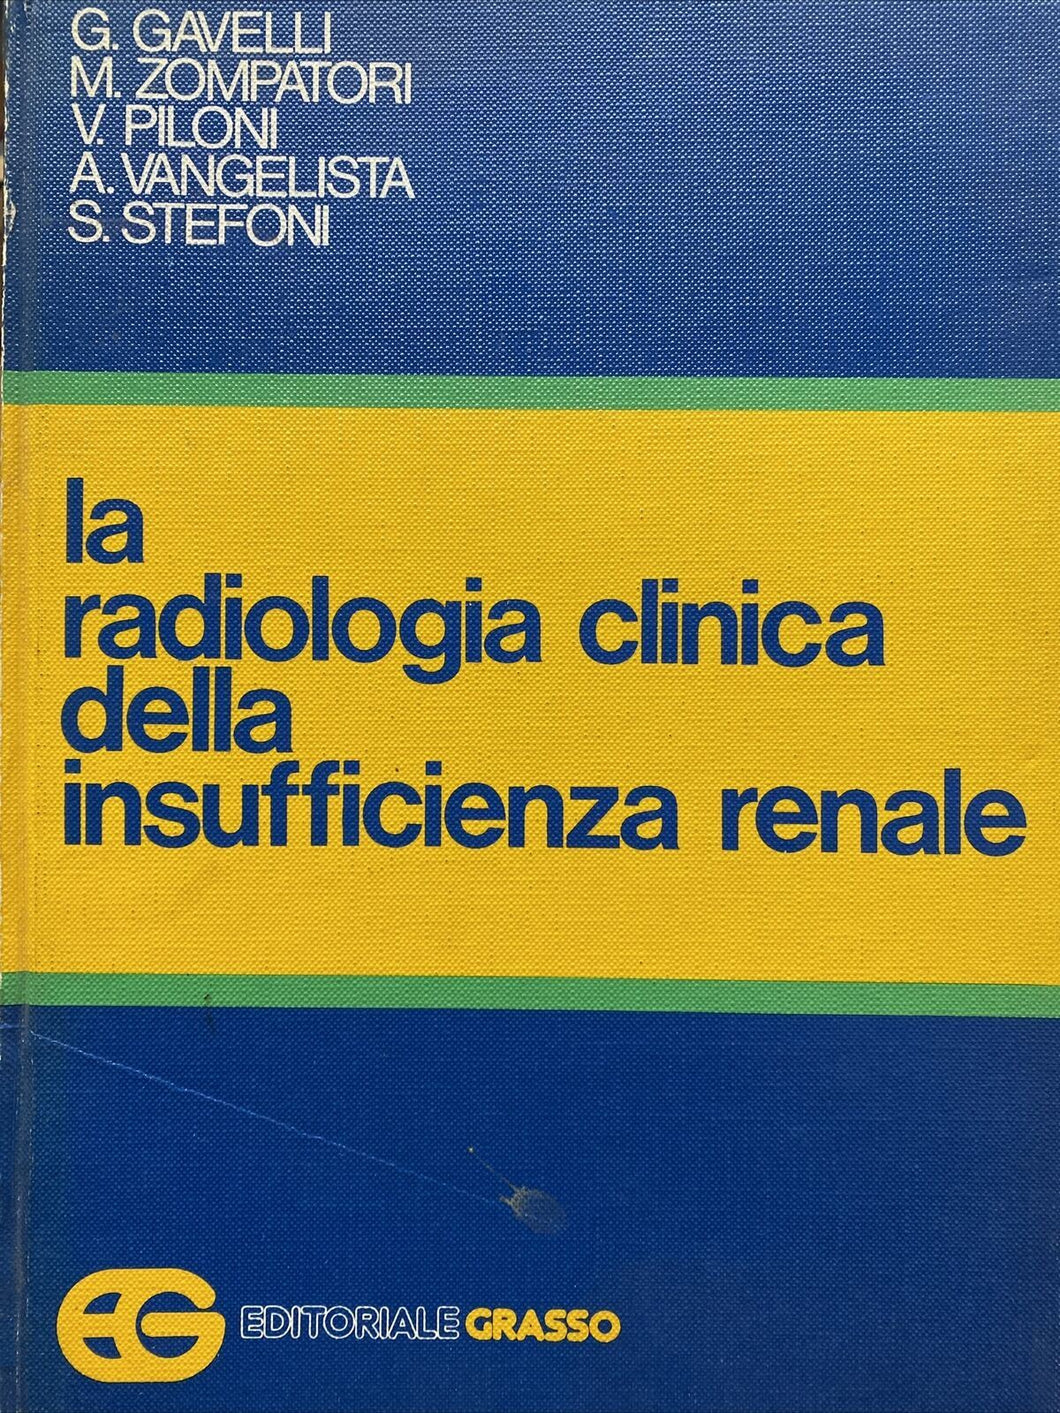 G. GAVELLI
M. ZOMPATORI
V. PILONI
A. VANGELISTA
S. STEFONI
la
radiologia clinica
della
insufficienza renale
EG EDITORIALE GRASSO